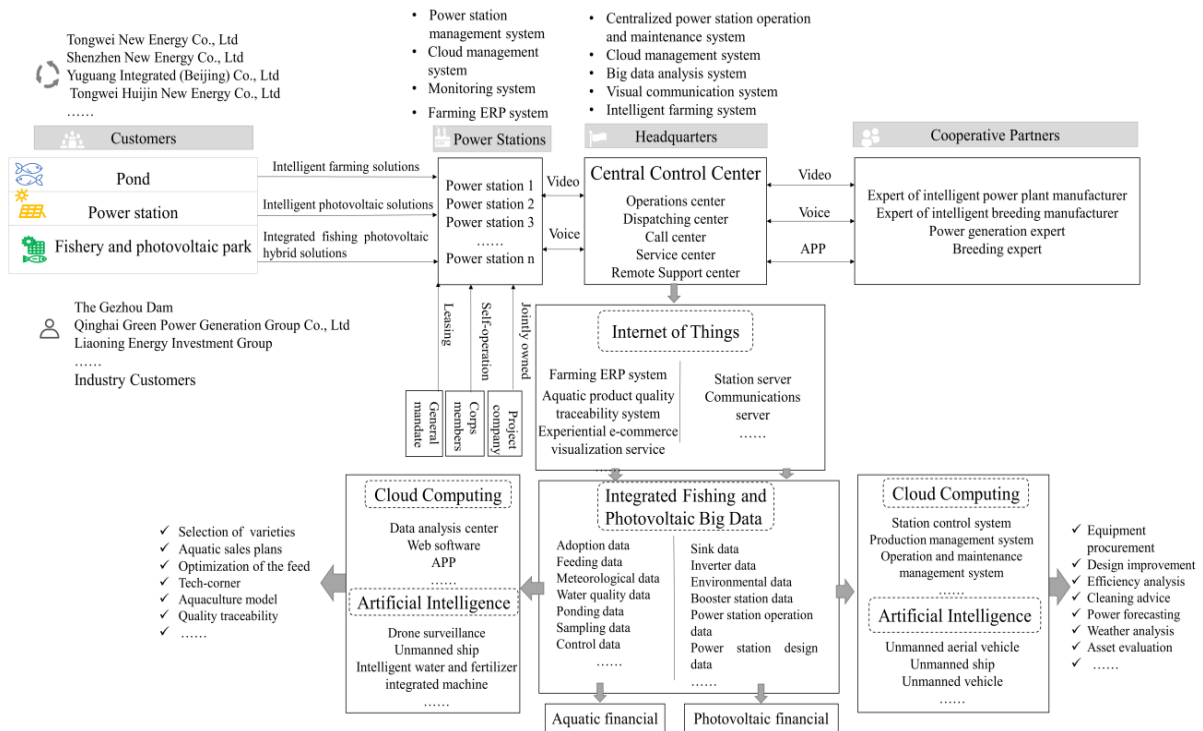 Tongwei New Energy Co., Ltd
Shenzhen New Energy Co., Ltd
Yuguang Integrated (Beijing) Co., Ltd
Tongwei Huijin New Energy Co., Ltd
……
• Power station
management system
• Cloud management
system
• Monitoring system
• Farming ERP system
• Centralized power station operation
and maintenance system
• Cloud management system
• Big data analysis system
• Visual communication system
• Intelligent farming system
Customers
Power Stations
Headquarters
Cooperative Partners
Pond
Power station
Fishery and photovoltaic park
Intelligent farming solutions
Intelligent photovoltaic solutions
Integrated fishing photovoltaic
hybrid solutions
Power station 1
Power station 2
Power station 3
……
Power station n
Video
Voice
Central Control Center
Operations center
Dispatching center
Call center
Service center
Remote Support center
Video
Voice
APP
Expert of intelligent power plant manufacturer
Expert of intelligent breeding manufacturer
Power generation expert
Breeding expert
The Gezhou Dam
Qinghai Green Power Generation Group Co., Ltd
Liaoning Energy Investment Group
……
Industry Customers
Leasing
Self-operation
Jointly owned
General
mandate
Corps
members
Project
company
Internet of Things
Farming ERP system
Aquatic product quality
traceability system
Experiential e-commerce
visualization service
……
Station server
Communications
server
……
Cloud Computing
Data analysis center
Web software
APP
……
Artificial Intelligence
Drone surveillance
Unmanned ship
Intelligent water and fertilizer
integrated machine
……
✓ Selection of varieties
✓ Aquatic sales plans
✓ Optimization of the feed
✓ Tech-corner
✓ Aquaculture model
✓ Quality traceability
✓ ……
Integrated Fishing and
Photovoltaic Big Data
Adoption data
Feeding data
Meteorological data
Water quality data
Ponding data
Sampling data
Control data
……
Sink data
Inverter data
Environmental data
Booster station data
Power station operation
data
Power station design
data
……
Aquatic financial
Photovoltaic financial
Cloud Computing
Station control system
Production management system
Operation and maintenance
management system
……
Artificial Intelligence
Unmanned aerial vehicle
Unmanned ship
Unmanned vehicle
……
✓ Equipment
procurement
✓ Design improvement
✓ Efficiency analysis
✓ Cleaning advice
✓ Power forecasting
✓ Weather analysis
✓ Asset evaluation
✓ ……